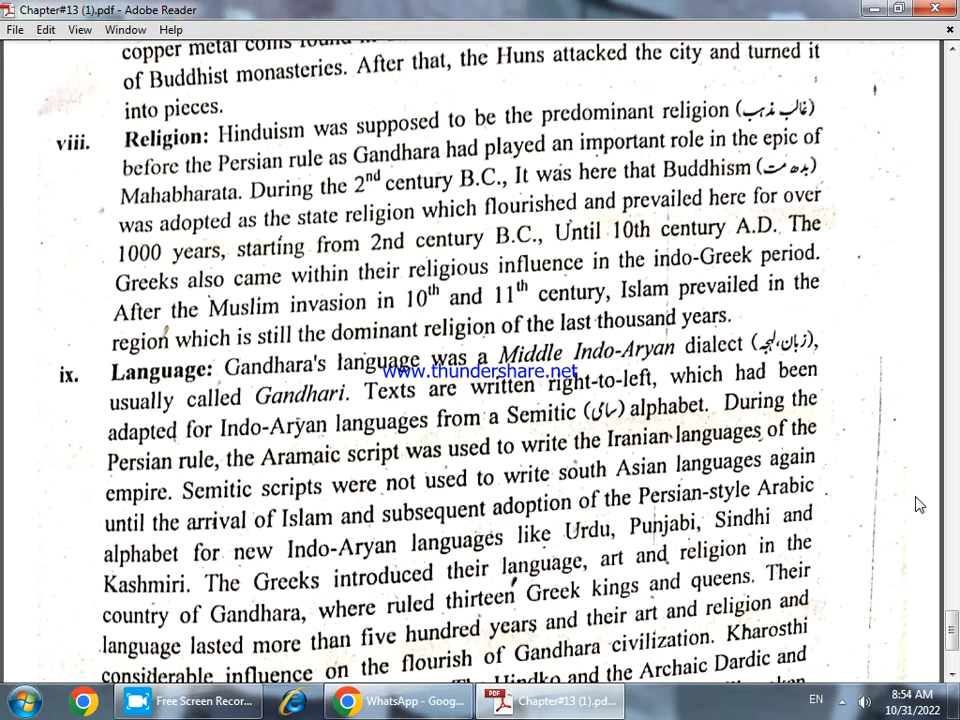 Chapter#13 (1).pdf - Adobe Reader
File Edit View Window Help
copper metal coins found
of Buddhist monasteries. After that, the Huns attacked the city and turned it
into pieces.
viii. Religion: Hinduism was supposed to be the predominant religion (غالب مذہب)
before the Persian rule as Gandhara had played an important role in the epic of
Mahabharata. During the 2nd century B.C., It was here that Buddhism (بدھ مت)
was adopted as the state religion which flourished and prevailed here for over
1000 years, starting from 2nd century B.C., Until 10th century A.D. The
Greeks also came within their religious influence in the indo-Greek period.
After the Muslim invasion in 10th and 11th century, Islam prevailed in the
region which is still the dominant religion of the last thousand years.
ix. Language: Gandhara's language was a Middle Indo-Aryan dialect (زبان، لہجہ),
www.thundershare.net
usually called Gandhari. Texts are written right-to-left, which had been
adapted for Indo-Aryan languages from a Semitic (سامی) alphabet. During the
Persian rule, the Aramaic script was used to write the Iranian languages of the
empire. Semitic scripts were not used to write south Asian languages again
until the arrival of Islam and subsequent adoption of the Persian-style Arabic
alphabet for new Indo-Aryan languages like Urdu, Punjabi, Sindhi and
Kashmiri. The Greeks introduced their language, art and religion in the
country of Gandhara, where ruled thirteen Greek kings and queens. Their
language lasted more than five hundred years and their art and religion and
considerable influence on the flourish of Gandhara civilization. Kharosthi
Hindko and the Archaic Dardic and
Free Screen Recor...
WhatsApp - Goog...
Chapter#13 (1).pd...
EN
8:54 AM
10/31/2022